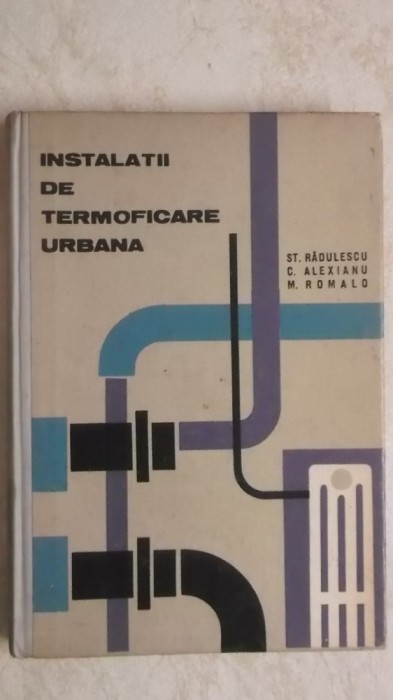 INSTALATII
DE
TERMOFICARE
URBANA
ST. RĂDULESCU
C. ALEXIANU
M. ROMALO